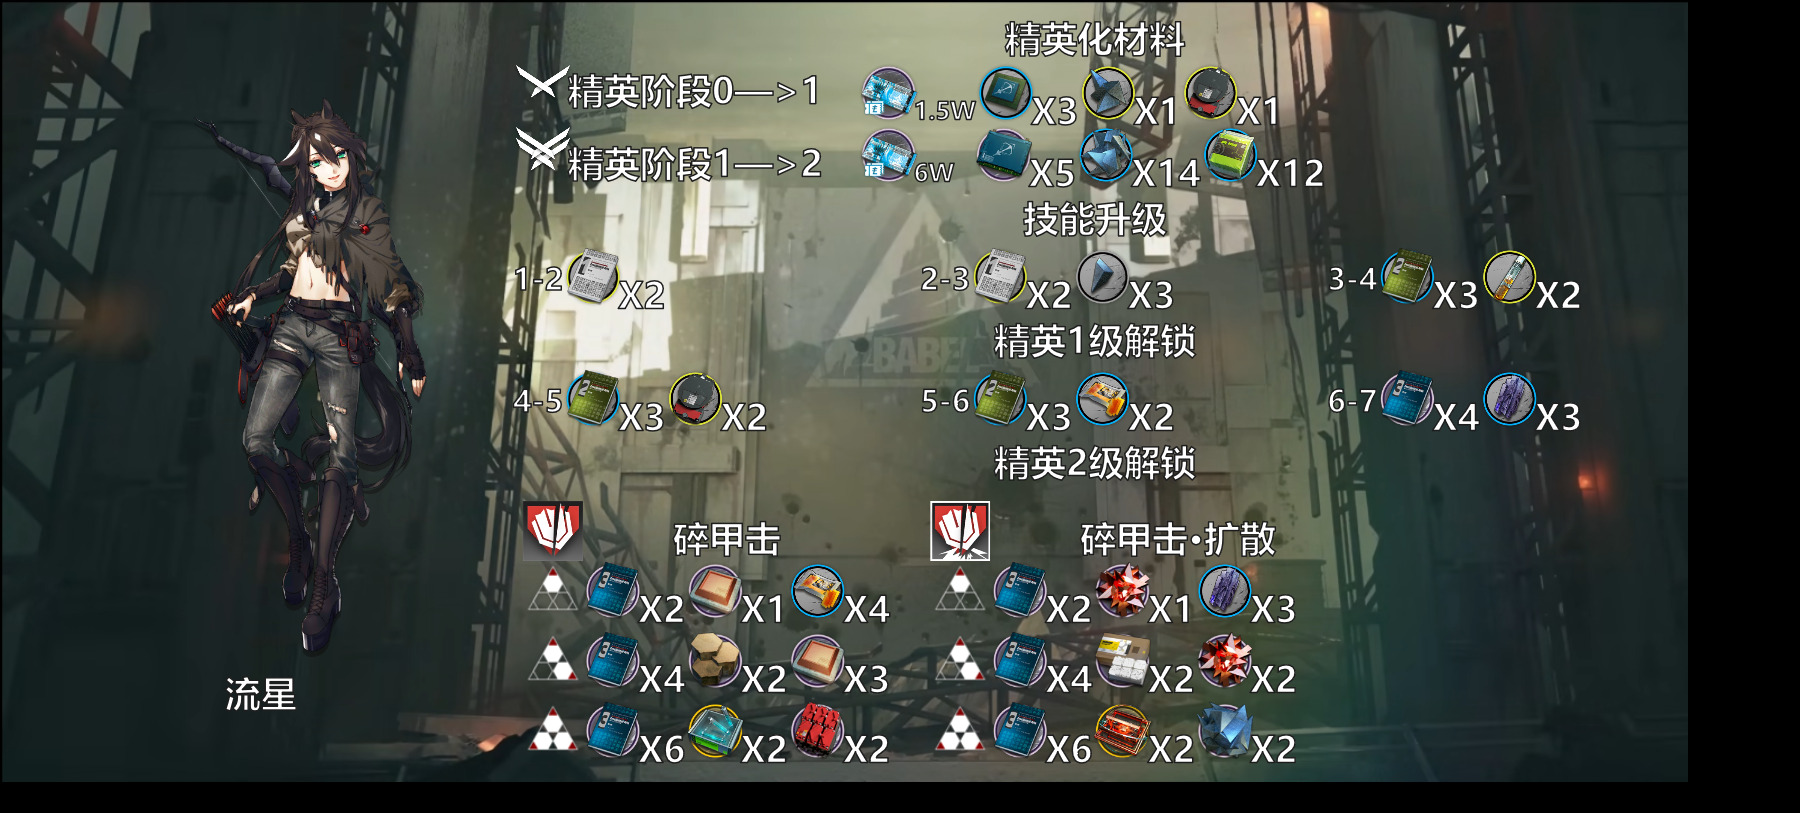 精英化材料
精英阶段0—>1 1.5W X3 X1 X1
精英阶段1—>2 6W X5 X14 X12
技能升级
1-2 X2 2-3 X2 X3 3-4 X3 X2
精英1级解锁
4-5 X3 X2 5-6 X3 X2 6-7 X4 X3
精英2级解锁
碎甲击 碎甲击·扩散
X2 X1 X4 X2 X1 X3
X4 X2 X3 X4 X2 X2
X6 X2 X2 X6 X2 X2
流星
BABEL